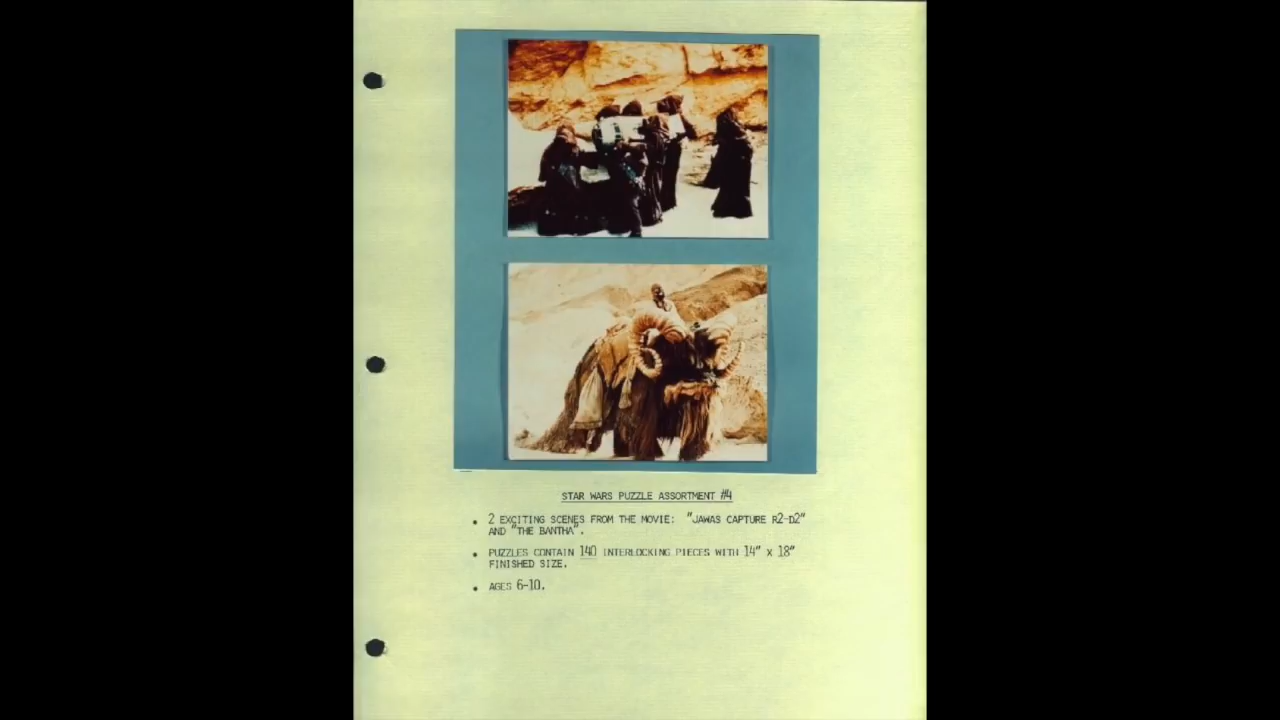 STAR WARS PUZZLE ASSORTMENT #4
• 2 EXCITING SCENES FROM THE MOVIE: "JAWAS CAPTURE R2-D2"
AND "THE BANTHA".
• PUZZLES CONTAIN 140 INTERLOCKING PIECES WITH 14" X 18"
FINISHED SIZE.
• AGES 6-10.